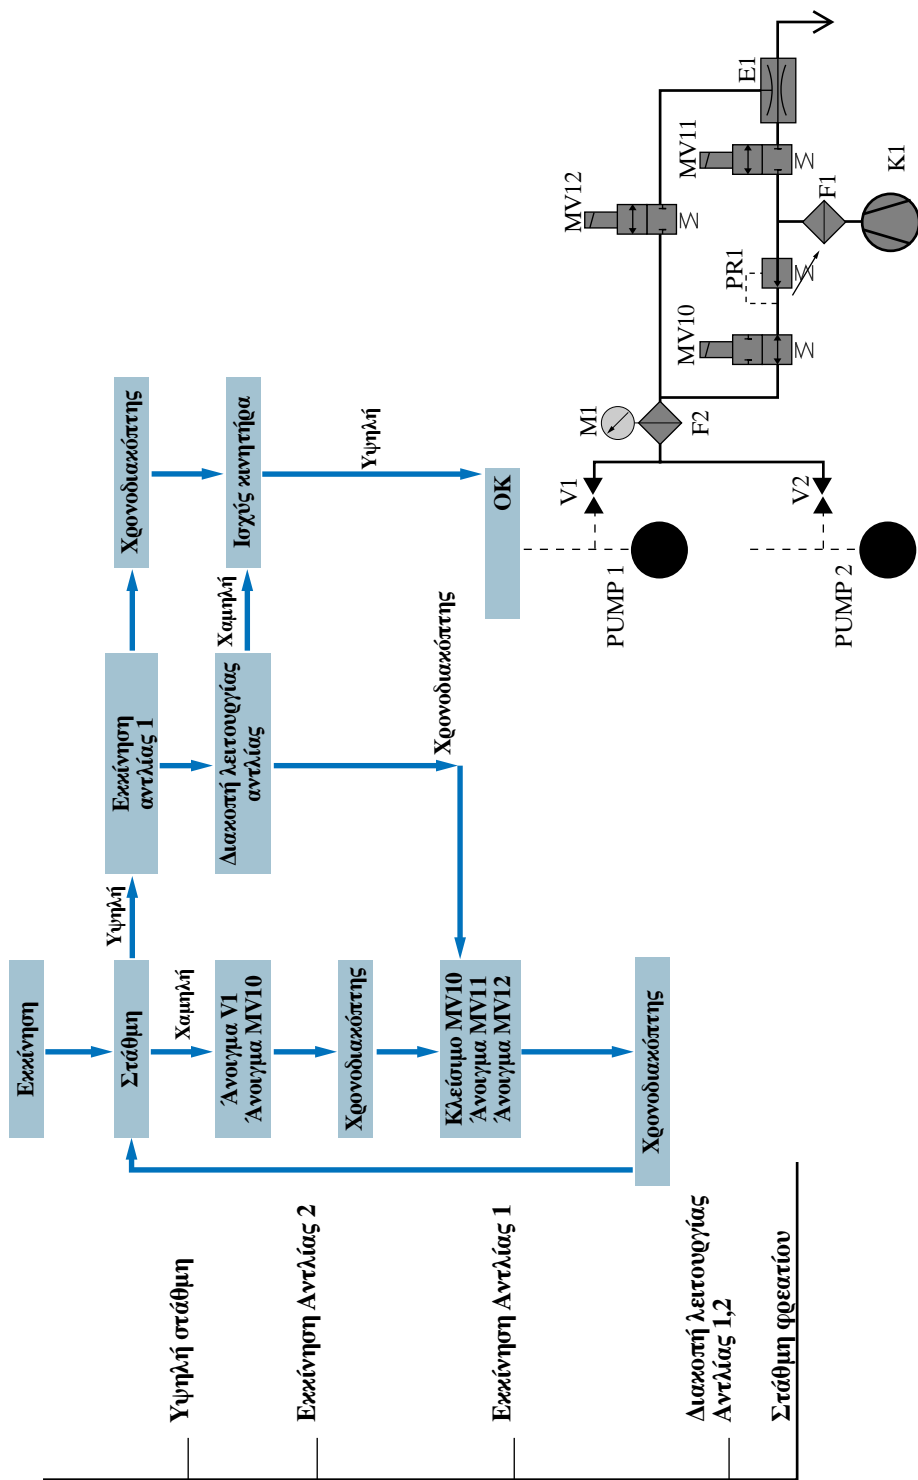 Εκκίνηση
Στάθμη
Υψηλή
Χαμηλή
Άνοιγμα V1
Άνοιγμα MV10
Χρονοδιακόπτης
Κλείσιμο MV10
Άνοιγμα MV11
Άνοιγμα MV12
Χρονοδιακόπτης
Εκκίνηση
αντλίας 1
Διακοπή λειτουργίας
αντλίας
Χαμηλή
Χρονοδιακόπτης
Χρονοδιακόπτης
Ισχύς κινητήρα
Υψηλή
OK
Υψηλή στάθμη
Εκκίνηση Αντλίας 2
Εκκίνηση Αντλίας 1
Διακοπή λειτουργίας
Αντλίας 1,2
Στάθμη φρεατίου
PUMP 1
V1
M1
F2
MV12
MV10
PR1
MV11
E1
F1
K1
PUMP 2
V2